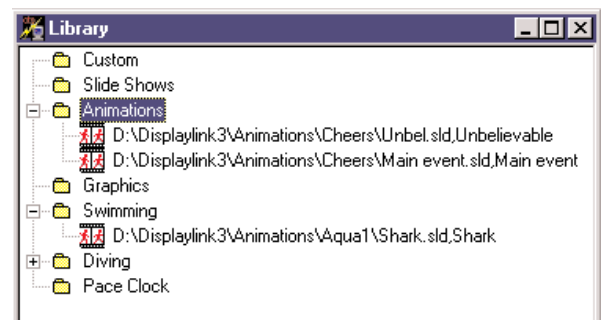 Library
Custom
Slide Shows
Animations
D:\Displaylink3\Animations\Cheers\Unbel.sld,Unbelievable
D:\Displaylink3\Animations\Cheers\Main event.sld,Main event
Graphics
Swimming
D:\Displaylink3\Animations\Aqua1\Shark.sld,Shark
Diving
Pace Clock